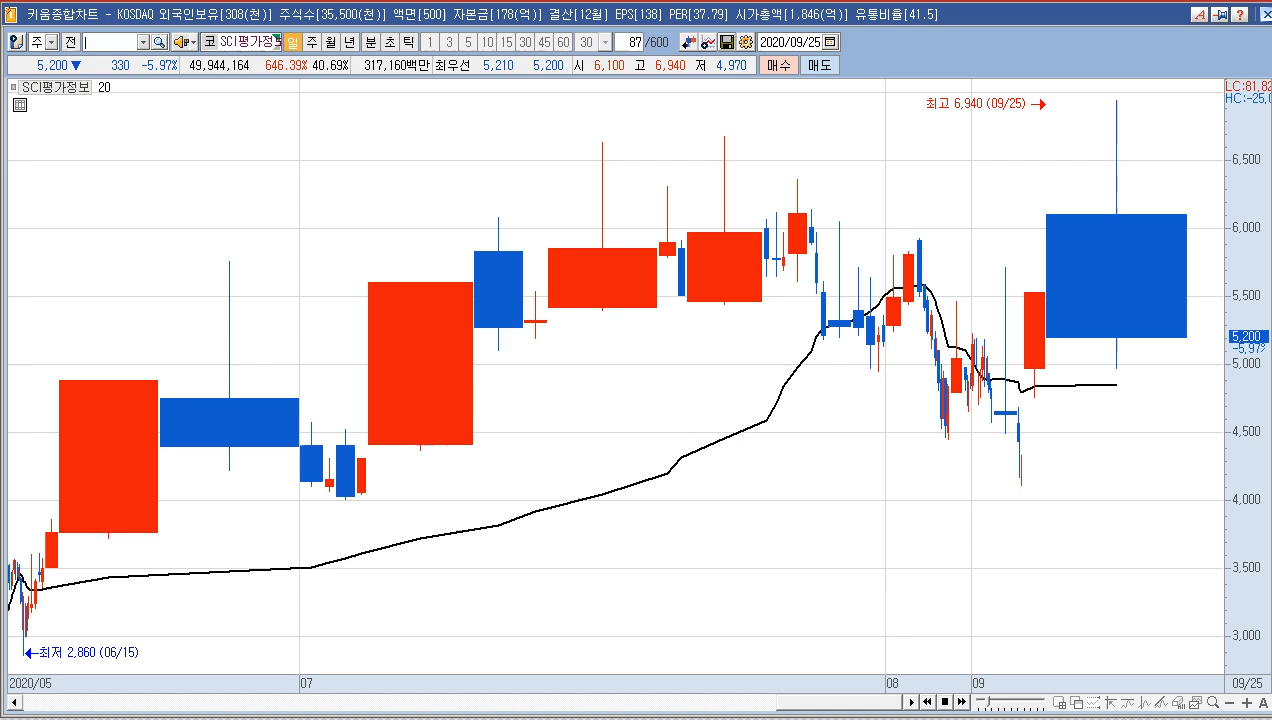 키움종합차트 - KOSDAQ 외국인보유[308(천)] 주식수[35,500(천)] 액면[500] 자본금[178(억)] 결산[12월] EPS[138] PER[37.79] 시가총액[1,846(억)] 유통비율[41.5]
주 전 코 SCI평가정 일 주 월 년 분 초 틱 1 3 5 10 15 30 45 60 30 87 /600 2020/09/25
5,200 ▼ 330 -5.97% 49,944,164 646.39% 40.69% 317,160백만 최우선 5,210 5,200 시 6,100 고 6,940 저 4,970 매수 매도
SCI평가정보 20
LC:81,82
HC:-25,0
최고 6,940 (09/25) →
6,500
6,000
5,500
5,200
-5,97%
5,000
4,500
4,000
3,500
3,000
←최저 2,860 (06/15)
2020/05 07 08 09 09/25
A